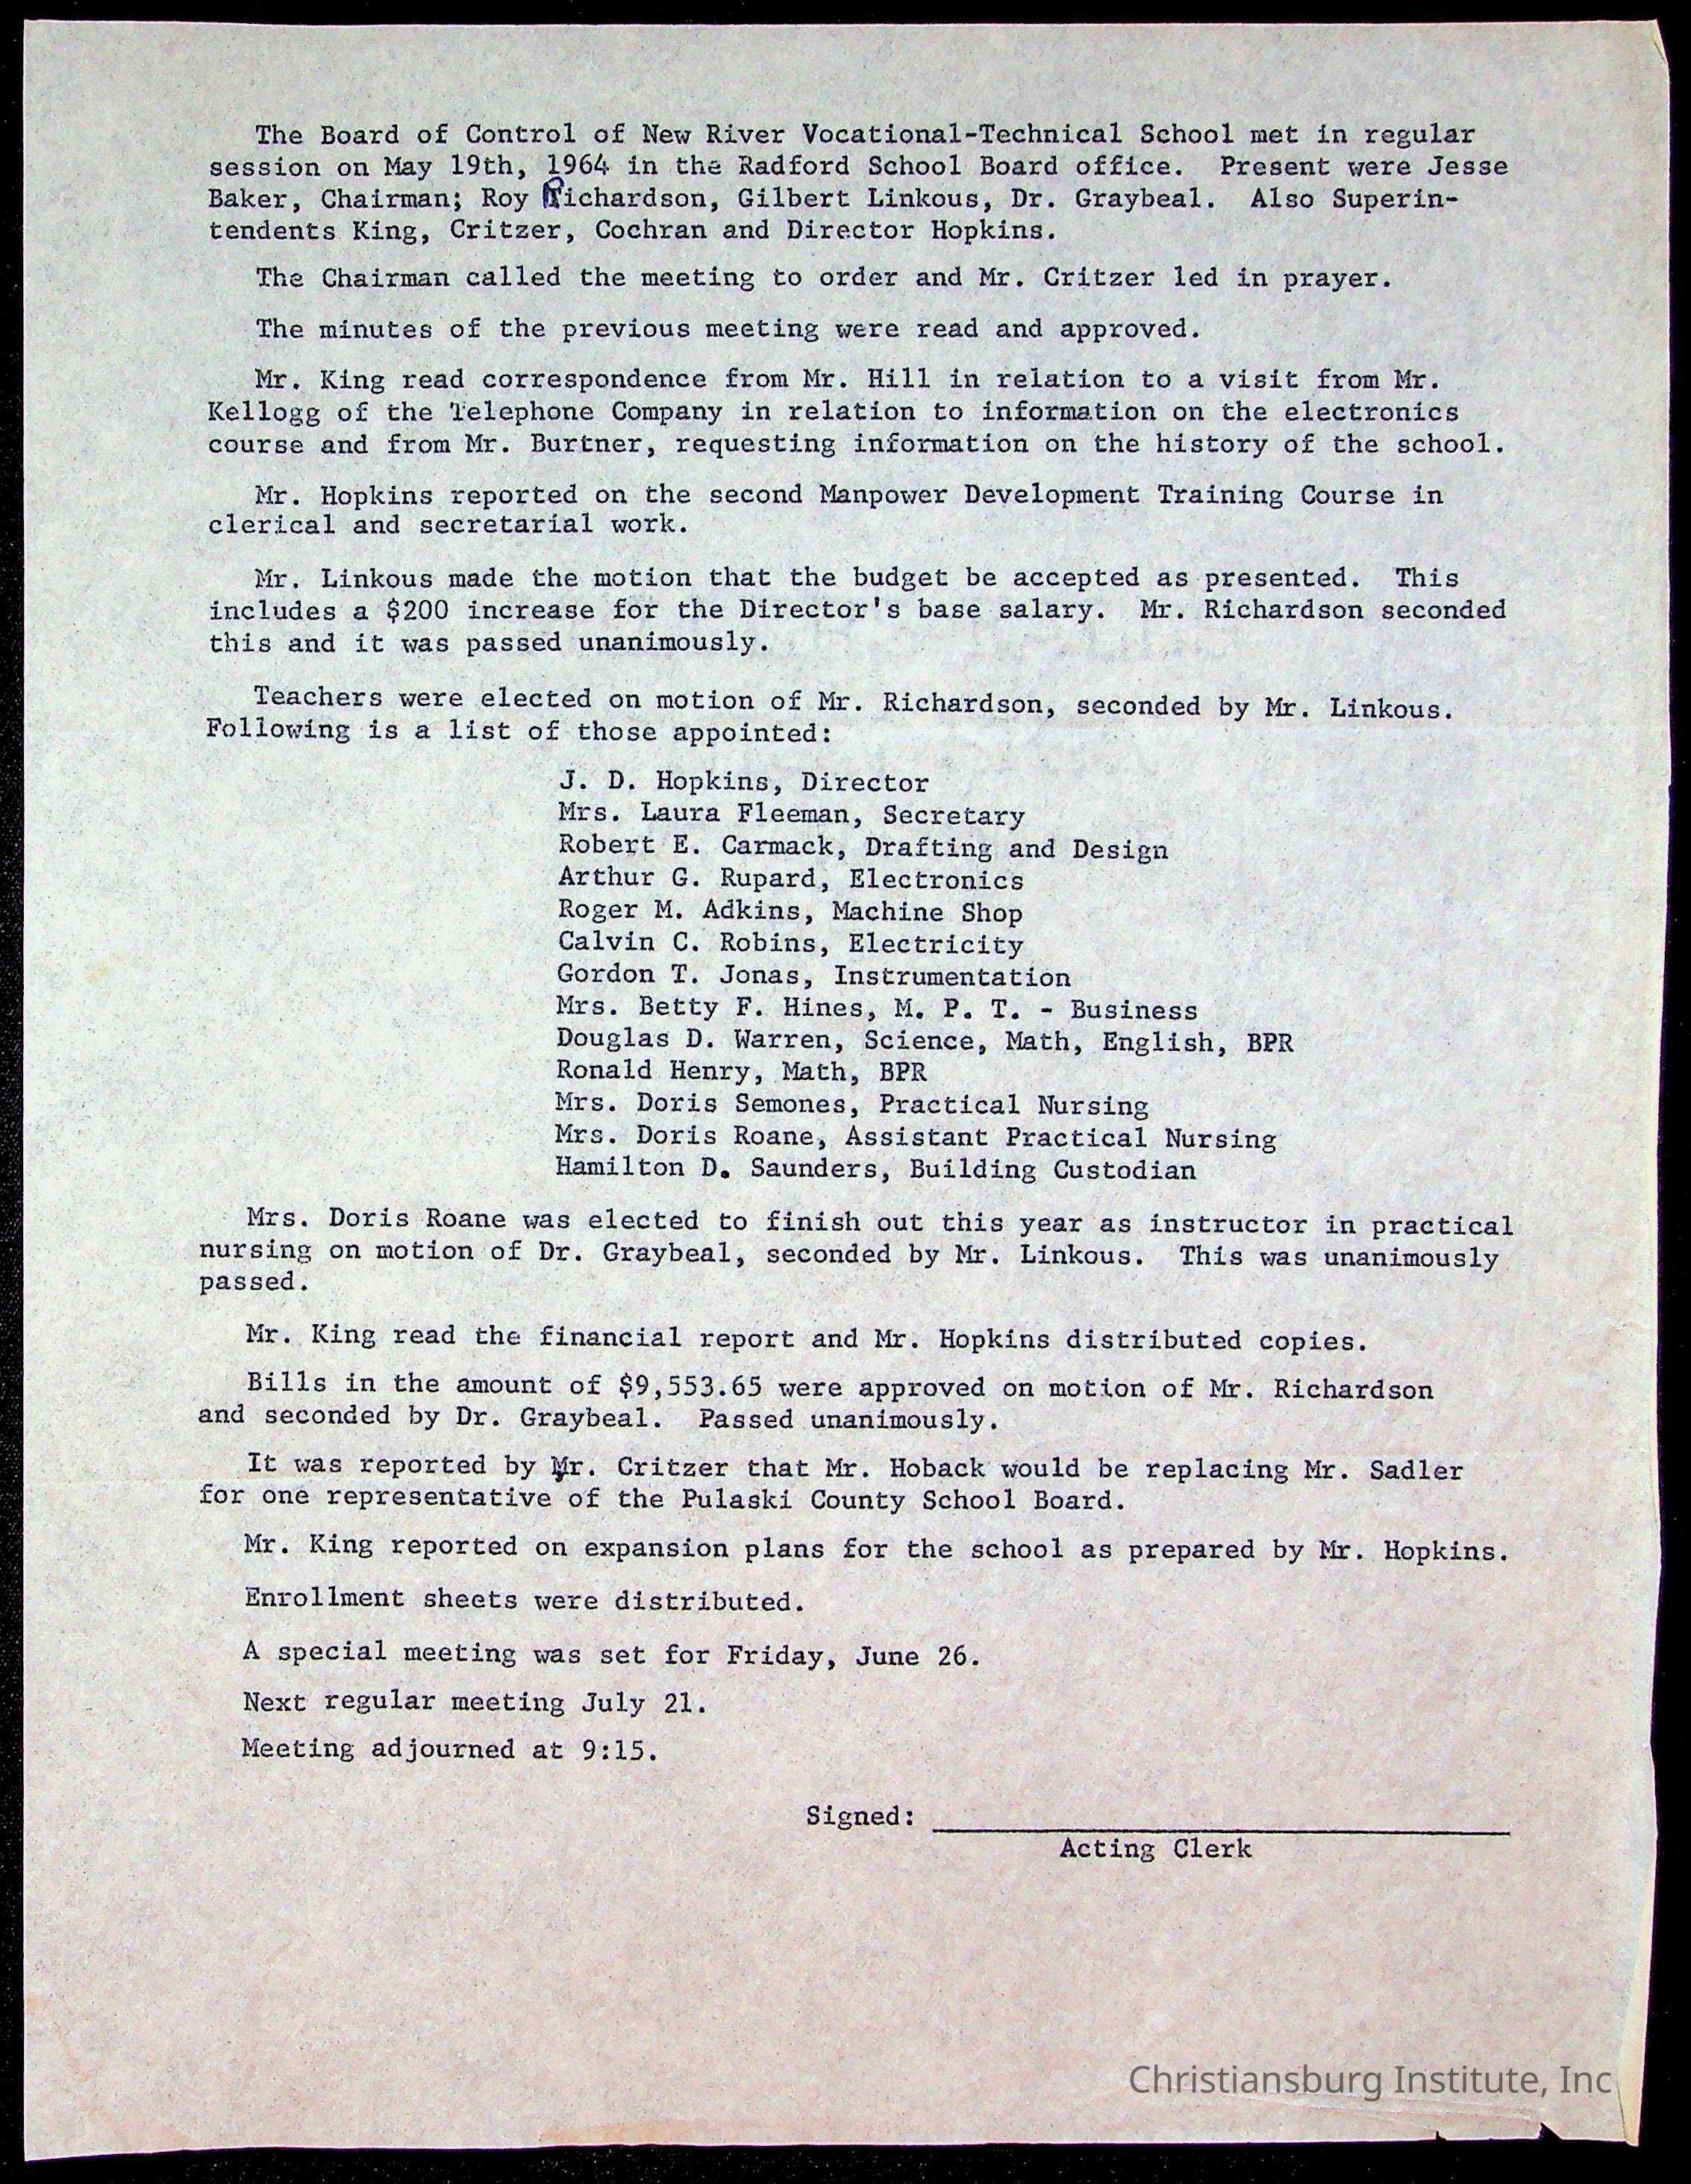 The Board of Control of New River Vocational-Technical School met in regular
session on May 19th, 1964 in the Radford School Board office. Present were Jesse
Baker, Chairman; Roy Richardson, Gilbert Linkous, Dr. Graybeal. Also Superin-
tendents King, Critzer, Cochran and Director Hopkins.
The Chairman called the meeting to order and Mr. Critzer led in prayer.
The minutes of the previous meeting were read and approved.
Mr. King read correspondence from Mr. Hill in relation to a visit from Mr.
Kellogg of the Telephone Company in relation to information on the electronics
course and from Mr. Burtner, requesting information on the history of the school.
Mr. Hopkins reported on the second Manpower Development Training Course in
clerical and secretarial work.
Mr. Linkous made the motion that the budget be accepted as presented. This
includes a $200 increase for the Director's base salary. Mr. Richardson seconded
this and it was passed unanimously.
Teachers were elected on motion of Mr. Richardson, seconded by Mr. Linkous.
Following is a list of those appointed:
J. D. Hopkins, Director
Mrs. Laura Fleeman, Secretary
Robert E. Carmack, Drafting and Design
Arthur G. Rupard, Electronics
Roger M. Adkins, Machine Shop
Calvin C. Robins, Electricity
Gordon T. Jonas, Instrumentation
Mrs. Betty F. Hines, M. P. T. - Business
Douglas D. Warren, Science, Math, English, BPR
Ronald Henry, Math, BPR
Mrs. Doris Semones, Practical Nursing
Mrs. Doris Roane, Assistant Practical Nursing
Hamilton D. Saunders, Building Custodian
Mrs. Doris Roane was elected to finish out this year as instructor in practical
nursing on motion of Dr. Graybeal, seconded by Mr. Linkous. This was unanimously
passed.
Mr. King read the financial report and Mr. Hopkins distributed copies.
Bills in the amount of $9,553.65 were approved on motion of Mr. Richardson
and seconded by Dr. Graybeal. Passed unanimously.
It was reported by Mr. Critzer that Mr. Hoback would be replacing Mr. Sadler
for one representative of the Pulaski County School Board.
Mr. King reported on expansion plans for the school as prepared by Mr. Hopkins.
Enrollment sheets were distributed.
A special meeting was set for Friday, June 26.
Next regular meeting July 21.
Meeting adjourned at 9:15.
Signed:
Acting Clerk
Christiansburg Institute, Inc